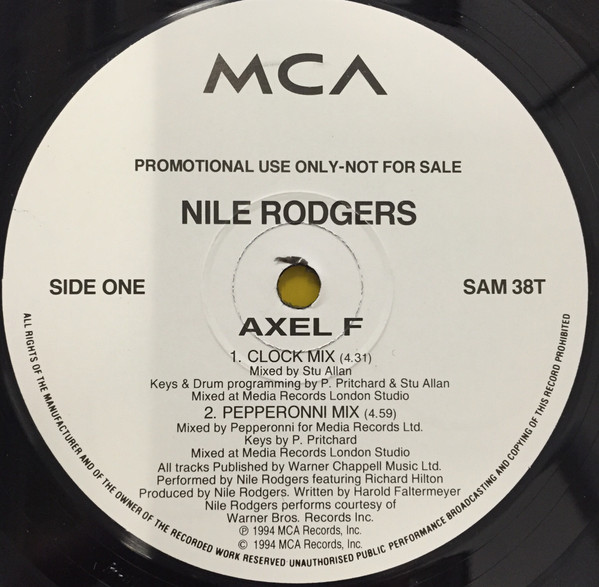 MCA
PROMOTIONAL USE ONLY-NOT FOR SALE
NILE RODGERS
SIDE ONE
SAM 38T
AXEL F
1. CLOCK MIX (4.31)
Mixed by Stu Allan
Keys & Drum programming by P. Pritchard & Stu Allan
Mixed at Media Records London Studio
2. PEPPERONNI MIX (4.59)
Mixed by Pepperonni for Media Records Ltd.
Keys by P. Pritchard
Mixed at Media Records London Studio
All tracks Published by Warner Chappell Music Ltd.
Performed by Nile Rodgers featuring Richard Hilton
Produced by Nile Rodgers. Written by Harold Faltermeyer
Nile Rodgers performs courtesy of
Warner Bros. Records Inc.
℗ 1994 MCA Records, Inc.
© 1994 MCA Records, Inc.
ALL RIGHTS OF THE MANUFACTURER AND OF THE OWNER OF THE RECORDED WORK RESERVED UNAUTHORISED PUBLIC PERFORMANCE BROADCASTING AND COPYING OF THIS RECORD PROHIBITED